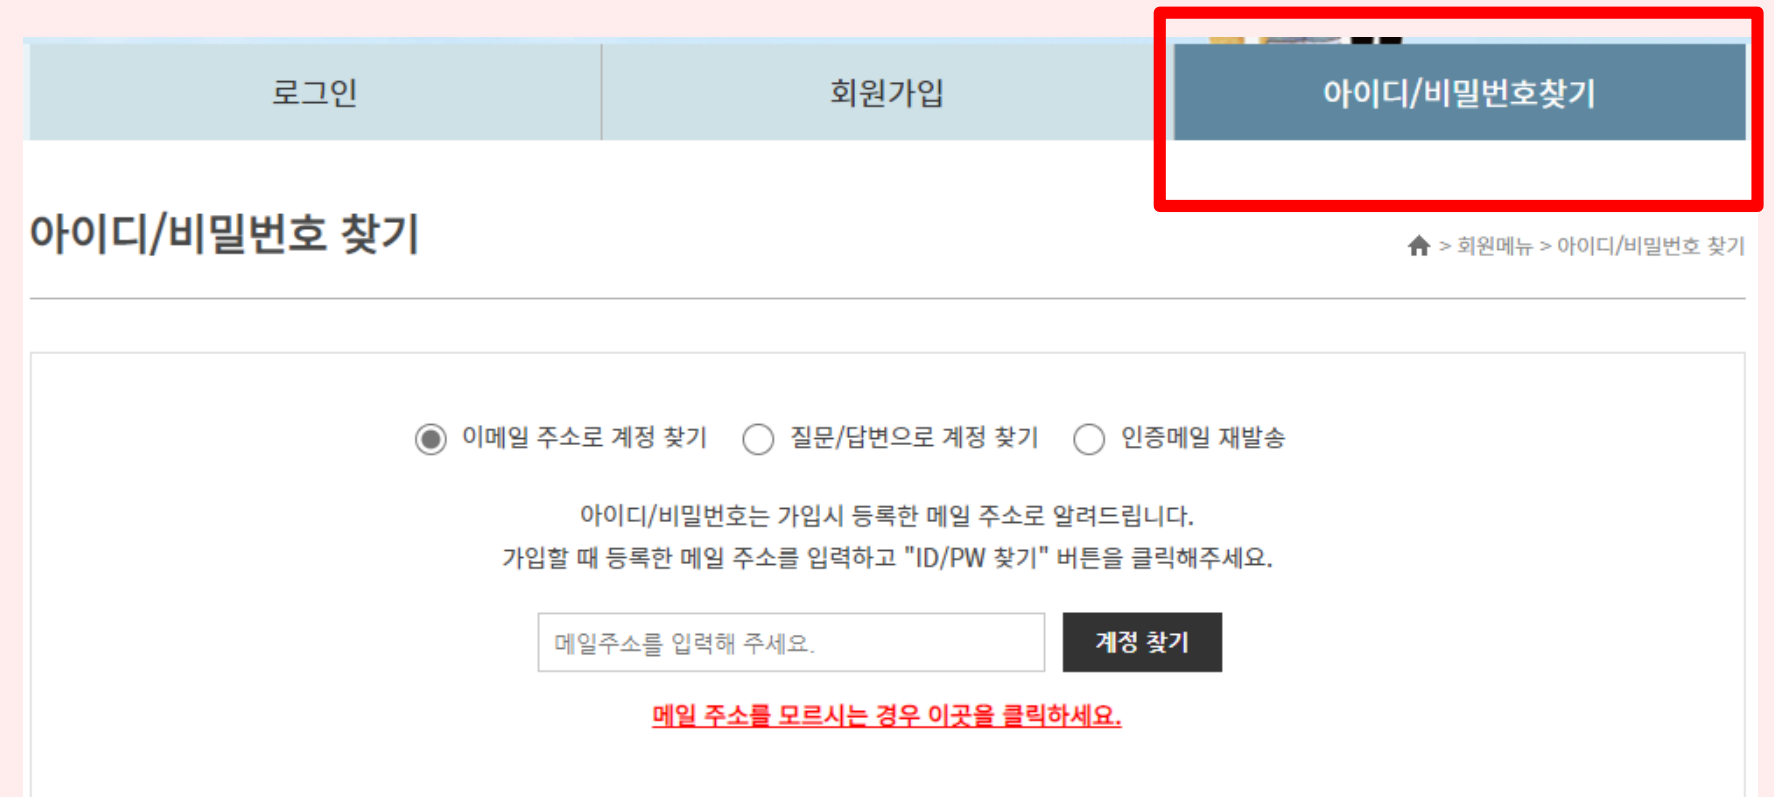 로그인
회원가입
아이디/비밀번호찾기
아이디/비밀번호 찾기
> 회원메뉴 > 아이디/비밀번호 찾기
이메일 주소로 계정 찾기
질문/답변으로 계정 찾기
인증메일 재발송
아이디/비밀번호는 가입시 등록한 메일 주소로 알려드립니다.
가입할 때 등록한 메일 주소를 입력하고 "ID/PW 찾기" 버튼을 클릭해주세요.
메일주소를 입력해 주세요.
계정 찾기
메일 주소를 모르시는 경우 이곳을 클릭하세요.